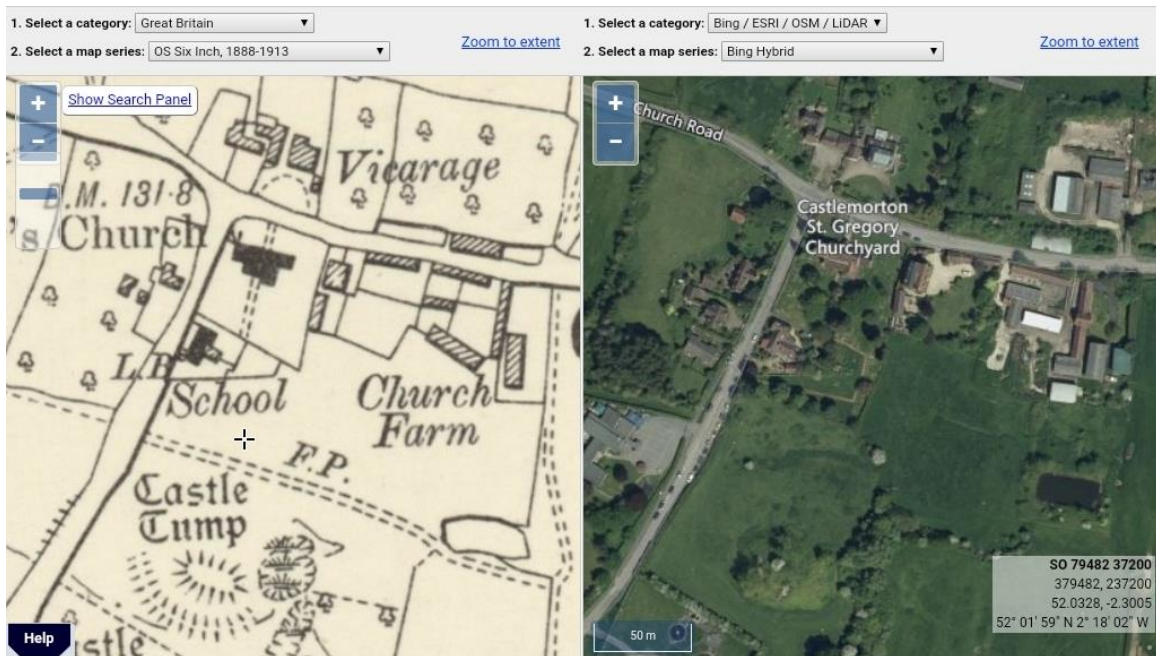 1. Select a category: Great Britain
2. Select a map series: OS Six Inch, 1888-1913
Zoom to extent
1. Select a category: Bing / ESRI / OSM / LiDAR
2. Select a map series: Bing Hybrid
Zoom to extent
+
Show Search Panel
−
Vicarage
B.M. 131·8
's Church
L.B
School
Church
Farm
F.P.
Castle
Tump
stle
Help
+
−
Church Road
Castlemorton
St. Gregory
Churchyard
50 m
SO 79482 37200
379482, 237200
52.0328, -2.3005
52° 01′ 59″ N 2° 18′ 02″ W